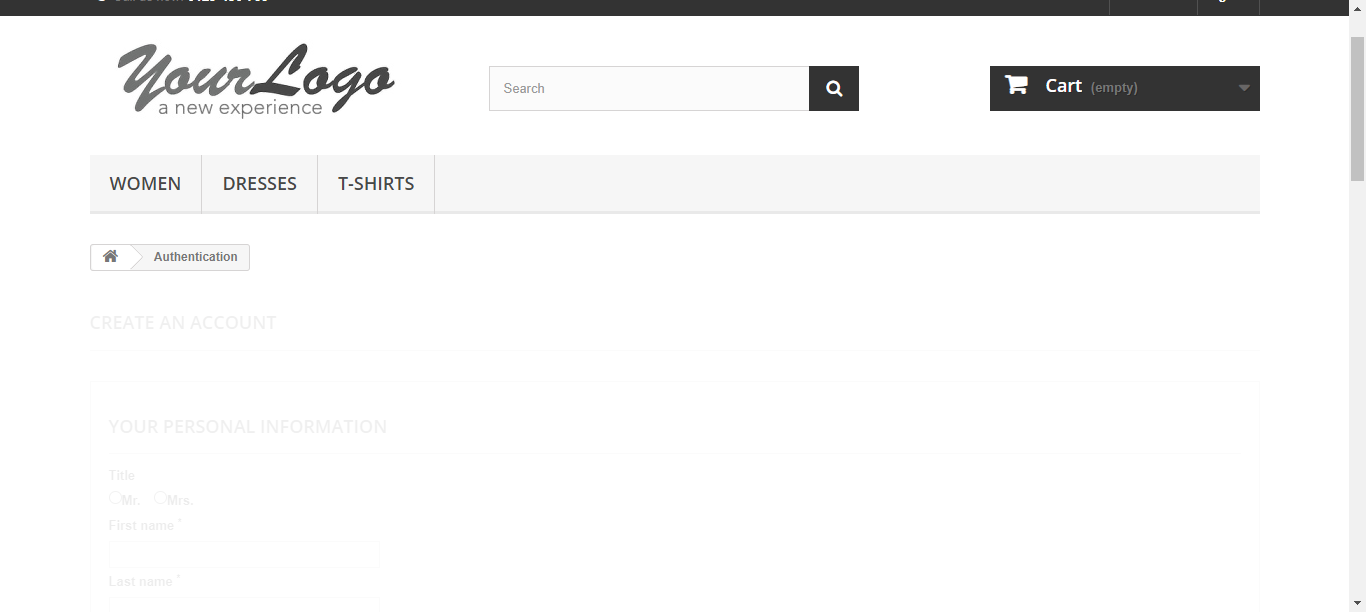 YourLogo
a new experience
Search
Cart (empty)
WOMEN DRESSES T-SHIRTS
Authentication
CREATE AN ACCOUNT
YOUR PERSONAL INFORMATION
Title
Mr. Mrs.
First name *
Last name *